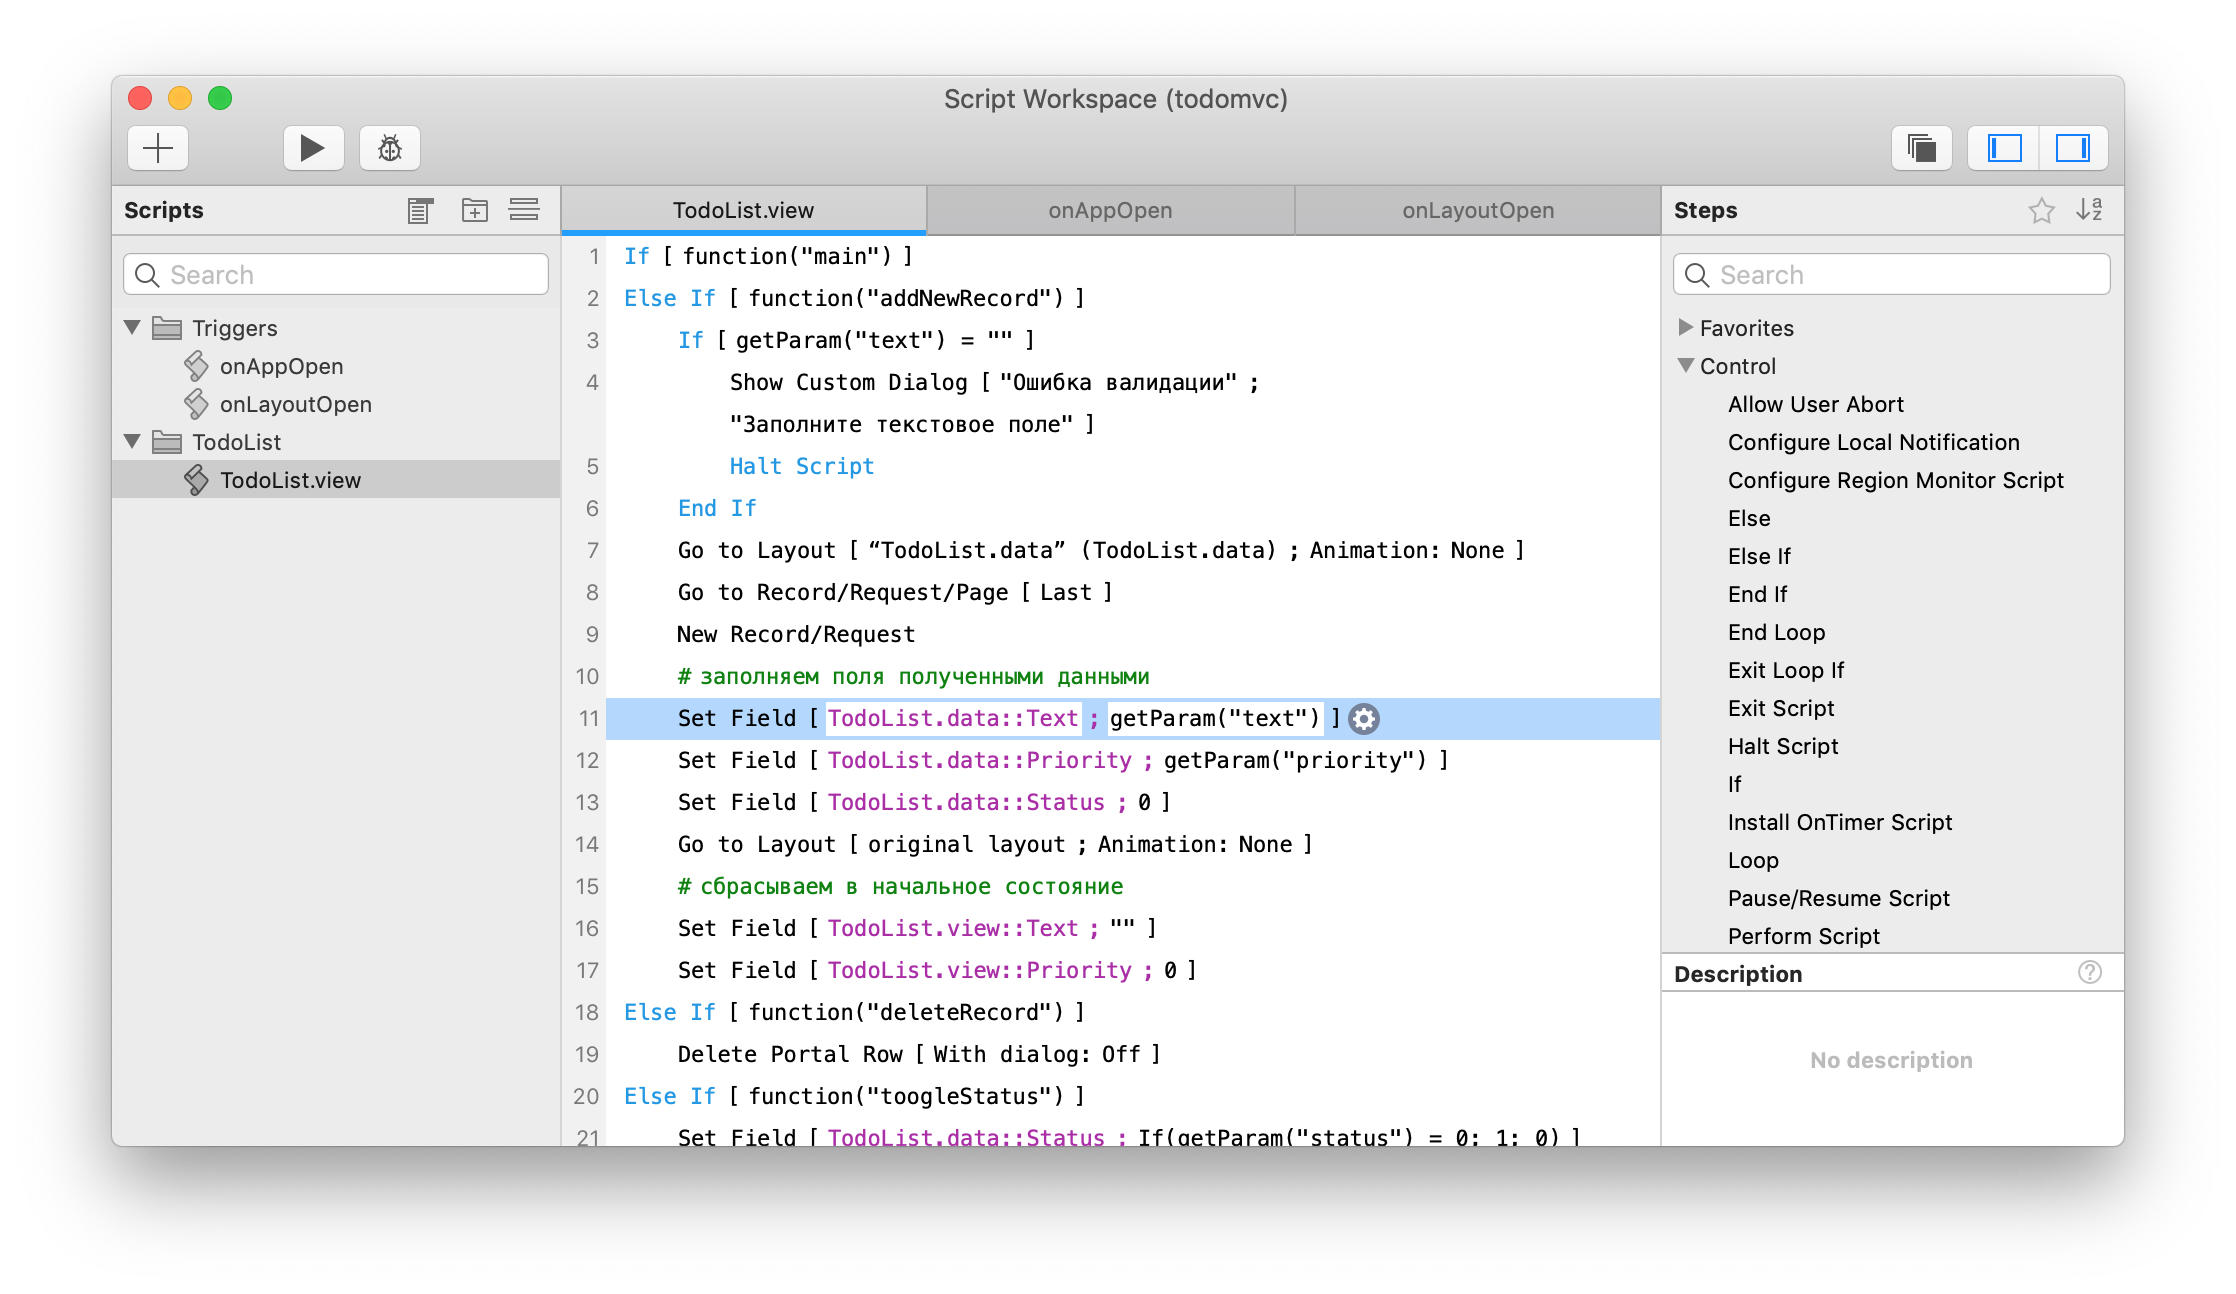 Script Workspace (todomvc)
Scripts
Search
Triggers
onAppOpen
onLayoutOpen
TodoList
TodoList.view
TodoList.view
onAppOpen
onLayoutOpen
1 If [ function("main") ]
2 Else If [ function("addNewRecord") ]
3 If [ getParam("text") = "" ]
4 Show Custom Dialog [ "Ошибка валидации" ;
"Заполните текстовое поле" ]
5 Halt Script
6 End If
7 Go to Layout [ “TodoList.data” (TodoList.data) ; Animation: None ]
8 Go to Record/Request/Page [ Last ]
9 New Record/Request
10 # заполняем поля полученными данными
11 Set Field [ TodoList.data::Text ; getParam("text") ]
12 Set Field [ TodoList.data::Priority ; getParam("priority") ]
13 Set Field [ TodoList.data::Status ; 0 ]
14 Go to Layout [ original layout ; Animation: None ]
15 # сбрасываем в начальное состояние
16 Set Field [ TodoList.view::Text ; "" ]
17 Set Field [ TodoList.view::Priority ; 0 ]
18 Else If [ function("deleteRecord") ]
19 Delete Portal Row [ With dialog: Off ]
20 Else If [ function("toogleStatus") ]
21 Set Field [ TodoList.data::Status ; If(getParam("status") = 0; 1; 0) ]
Steps
Search
Favorites
Control
Allow User Abort
Configure Local Notification
Configure Region Monitor Script
Else
Else If
End If
End Loop
Exit Loop If
Exit Script
Halt Script
If
Install OnTimer Script
Loop
Pause/Resume Script
Perform Script
Description
No description